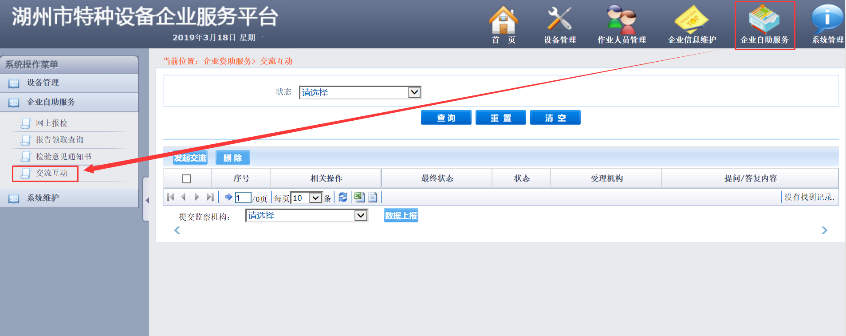 湖州市特种设备企业服务平台
2019年3月18日 星期一
首 页
设备管理
作业人员管理
企业信息维护
企业自助服务
系统管理
系统操作菜单
设备管理
企业自助服务
网上报检
报告领取查询
检验意见通知书
交流互动
系统维护
当前位置：企业资助服务> 交流互动
状态 请选择
查询 重置 清空
发起交流 删除
序号 相关操作 最终状态 状态 受理机构 提问/答复内容
1 /0页 每页 10 条 没有找到记录.
提交监察机构： 请选择 数据上报